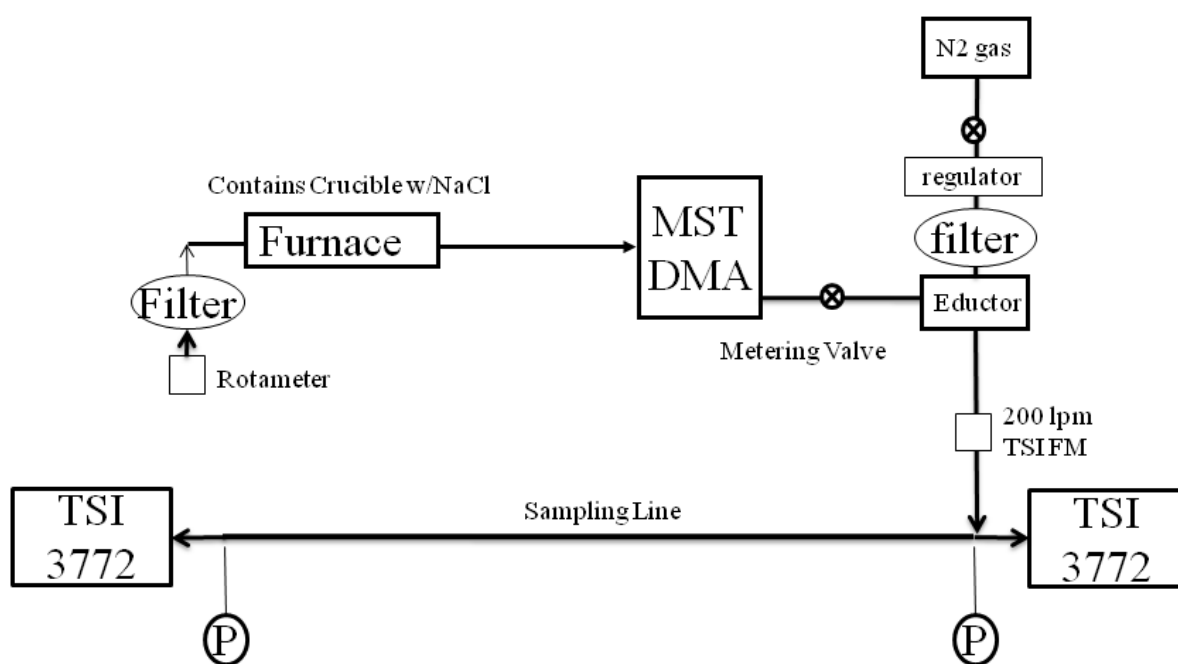 N2 gas
regulator
filter
Eductor
Contains Crucible w/NaCl
Furnace
MST
DMA
Filter
Rotameter
Metering Valve
200 lpm
TSI FM
Sampling Line
TSI
3772
TSI
3772
P
P